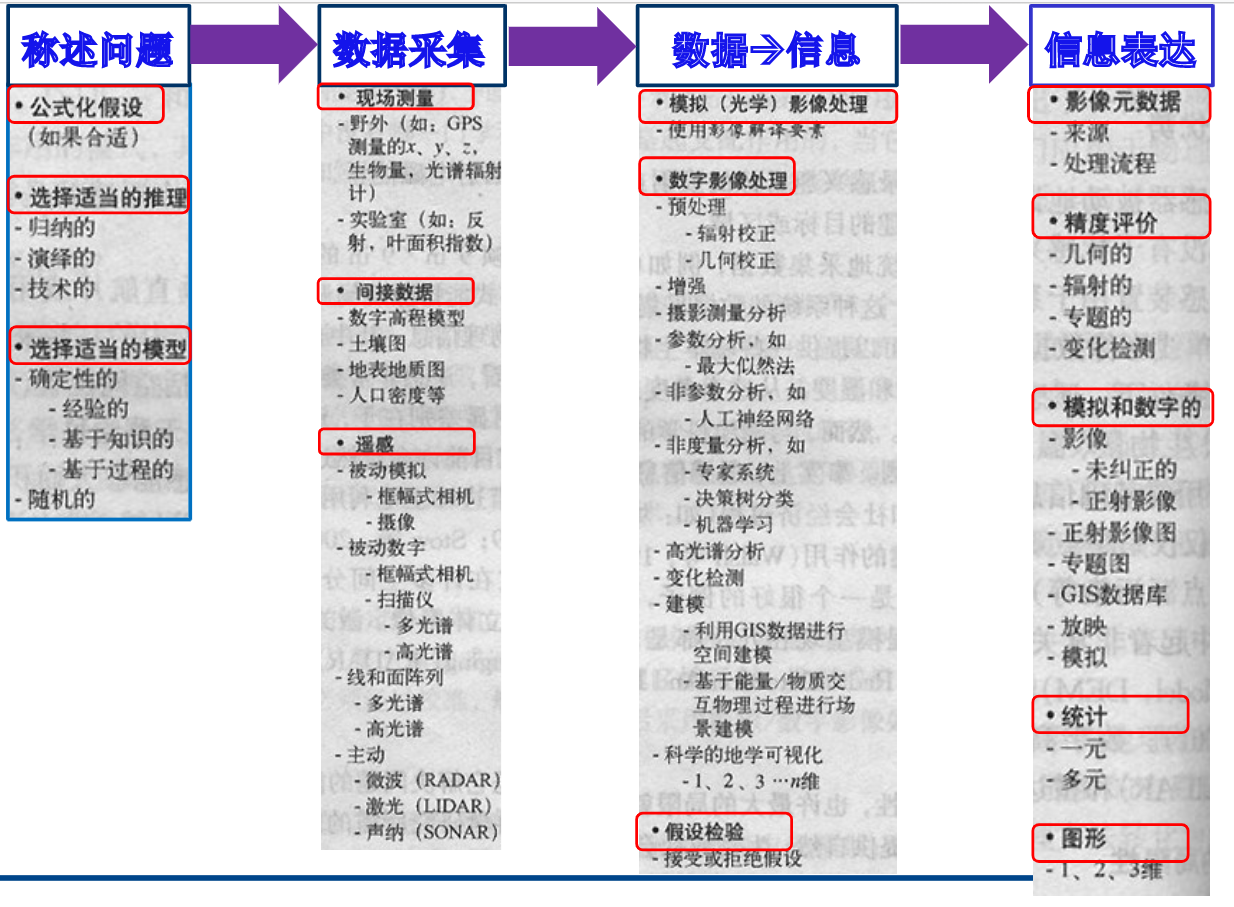 称述问题
• 公式化假设
（如果合适）
• 选择适当的推理
- 归纳的
- 演绎的
- 技术的
• 选择适当的模型
- 确定性的
- 经验的
- 基于知识的
- 基于过程的
- 随机的
数据采集
• 现场测量
- 野外（如：GPS
测量的x、y、z，
生物量，光谱辐射
计）
- 实验室（如：反
射，叶面积指数）
• 间接数据
- 数字高程模型
- 土壤图
- 地表地质图
- 人口密度等
• 遥感
- 被动模拟
- 框幅式相机
- 摄像
- 被动数字
- 框幅式相机
- 扫描仪
- 多光谱
- 高光谱
- 线和面阵列
- 多光谱
- 高光谱
- 主动
- 微波（RADAR）
- 激光（LIDAR）
- 声纳（SONAR）
数据→信息
• 模拟（光学）影像处理
- 使用影像解译要素
• 数字影像处理
- 预处理
- 辐射校正
- 几何校正
- 增强
- 摄影测量分析
- 参数分析，如
- 最大似然法
- 非参数分析，如
- 人工神经网络
- 非度量分析，如
- 专家系统
- 决策树分类
- 机器学习
- 高光谱分析
- 变化检测
- 建模
- 利用GIS数据进行
空间建模
- 基于能量/物质交
互物理过程进行场
景建模
- 科学的地学可视化
- 1、2、3 …n维
• 假设检验
- 接受或拒绝假设
信息表达
• 影像元数据
- 来源
- 处理流程
• 精度评价
- 几何的
- 辐射的
- 专题的
- 变化检测
• 模拟和数字的
- 影像
- 未纠正的
- 正射影像
- 正射影像图
- 专题图
- GIS数据库
- 放映
- 模拟
• 统计
- 一元
- 多元
• 图形
- 1、2、3维